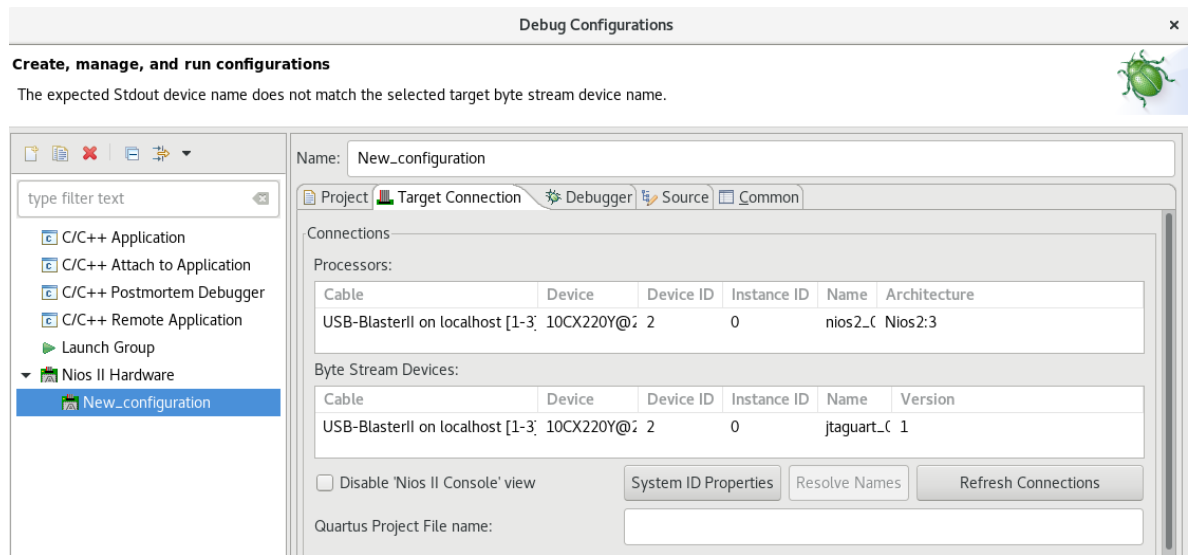 Debug Configurations
Create, manage, and run configurations
The expected Stdout device name does not match the selected target byte stream device name.
type filter text
C/C++ Application
C/C++ Attach to Application
C/C++ Postmortem Debugger
C/C++ Remote Application
Launch Group
Nios II Hardware
New_configuration
Name: New_configuration
Project Target Connection Debugger Source Common
Connections
Processors:
Cable Device Device ID Instance ID Name Architecture
USB-BlasterII on localhost [1-3] 10CX220Y@2 2 0 nios2_( Nios2:3
Byte Stream Devices:
Cable Device Device ID Instance ID Name Version
USB-BlasterII on localhost [1-3] 10CX220Y@2 2 0 jtaguart_( 1
Disable 'Nios II Console' view System ID Properties Resolve Names Refresh Connections
Quartus Project File name: